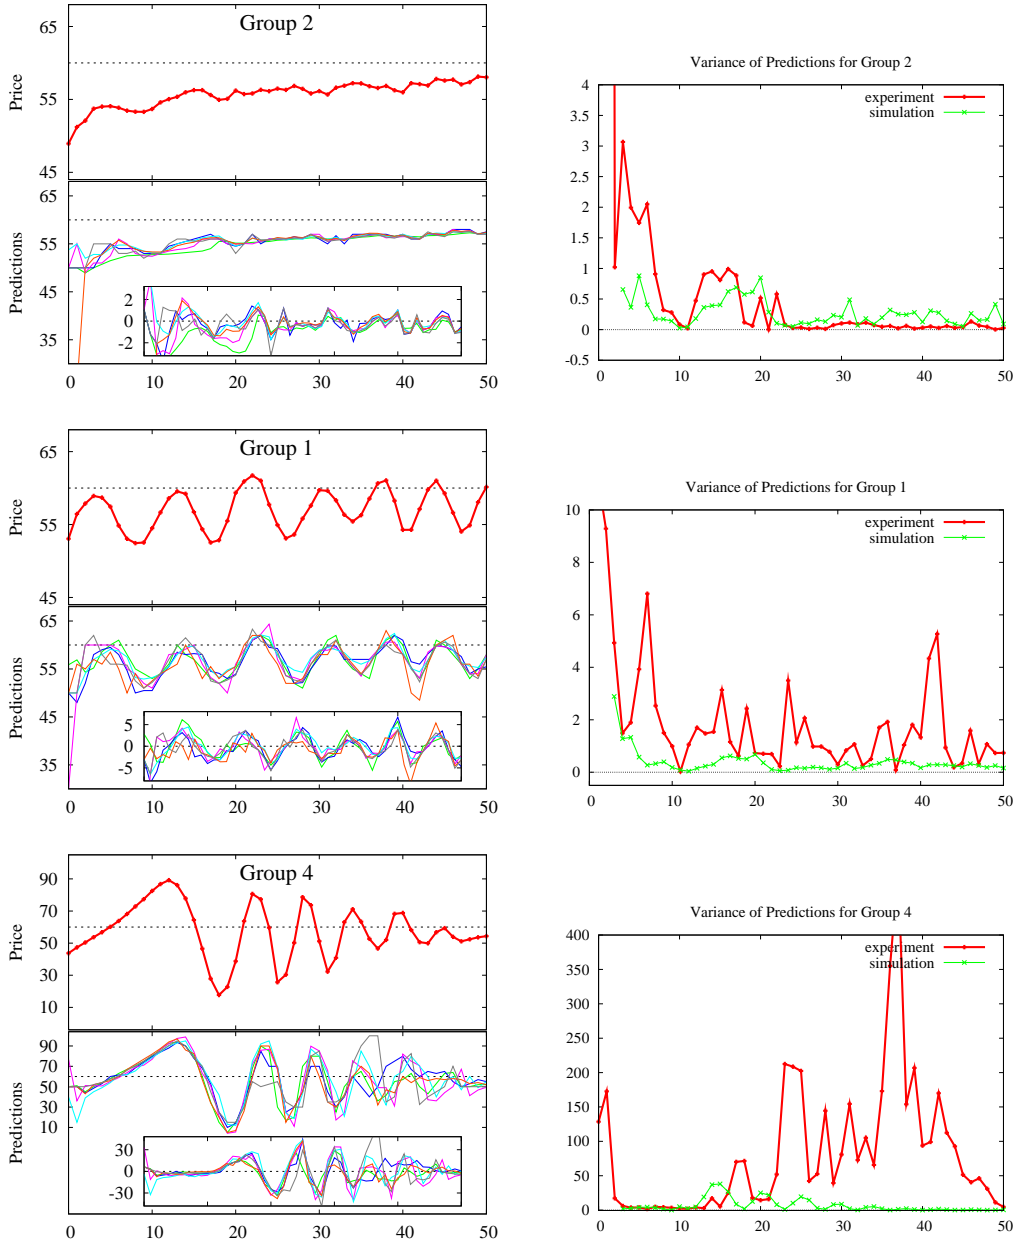 Group 2
Price
65
55
45
Predictions
65
55
45
35
2
0
-2
0 10 20 30 40 50
Variance of Predictions for Group 2
experiment
simulation
4
3.5
3
2.5
2
1.5
1
0.5
0
-0.5
0 10 20 30 40 50
Group 1
Price
65
55
45
Predictions
65
55
45
35
5
0
-5
0 10 20 30 40 50
Variance of Predictions for Group 1
experiment
simulation
10
8
6
4
2
0
0 10 20 30 40 50
Group 4
Price
90
70
50
30
10
Predictions
90
70
50
30
10
30
0
-30
0 10 20 30 40 50
Variance of Predictions for Group 4
experiment
simulation
400
350
300
250
200
150
100
50
0
0 10 20 30 40 50